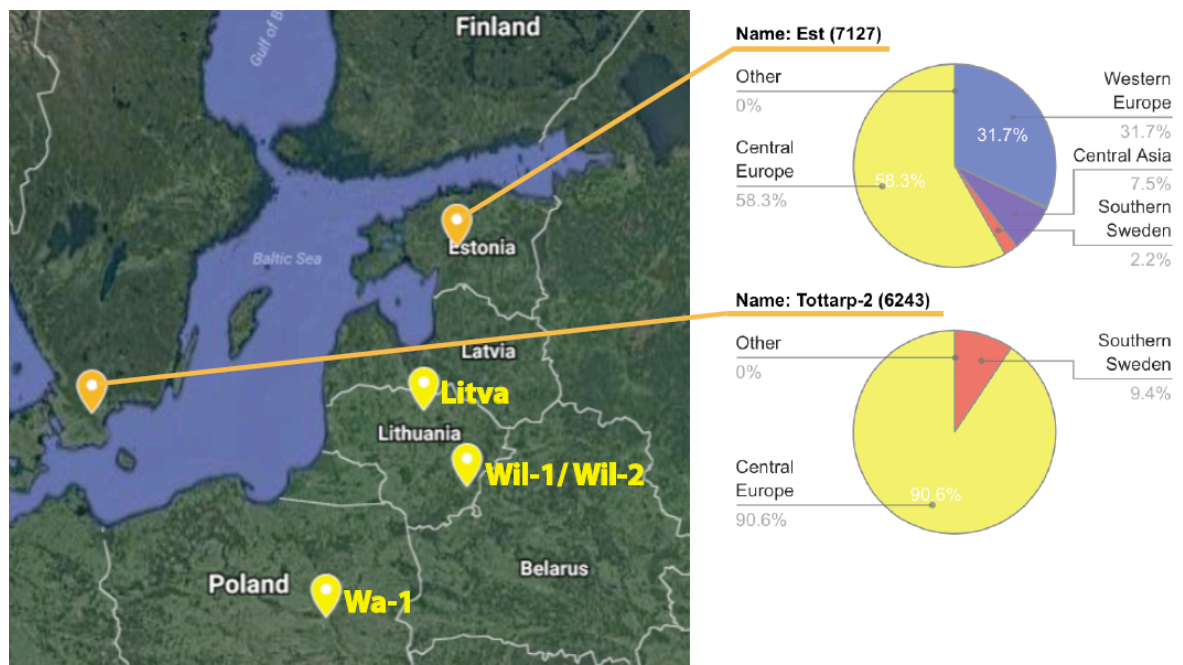 Gulf of B
Finland
Estonia
Baltic Sea
Latvia
Litva
Lithuania
Wil-1/ Wil-2
Belarus
Poland
Wa-1
Name: Est (7127)
Other
0%
Central
Europe
58.3%
58.3%
31.7%
Western
Europe
31.7%
Central Asia
7.5%
Southern
Sweden
2.2%
Name: Tottarp-2 (6243)
Other
0%
Southern
Sweden
9.4%
Central
Europe
90.6%
90.6%